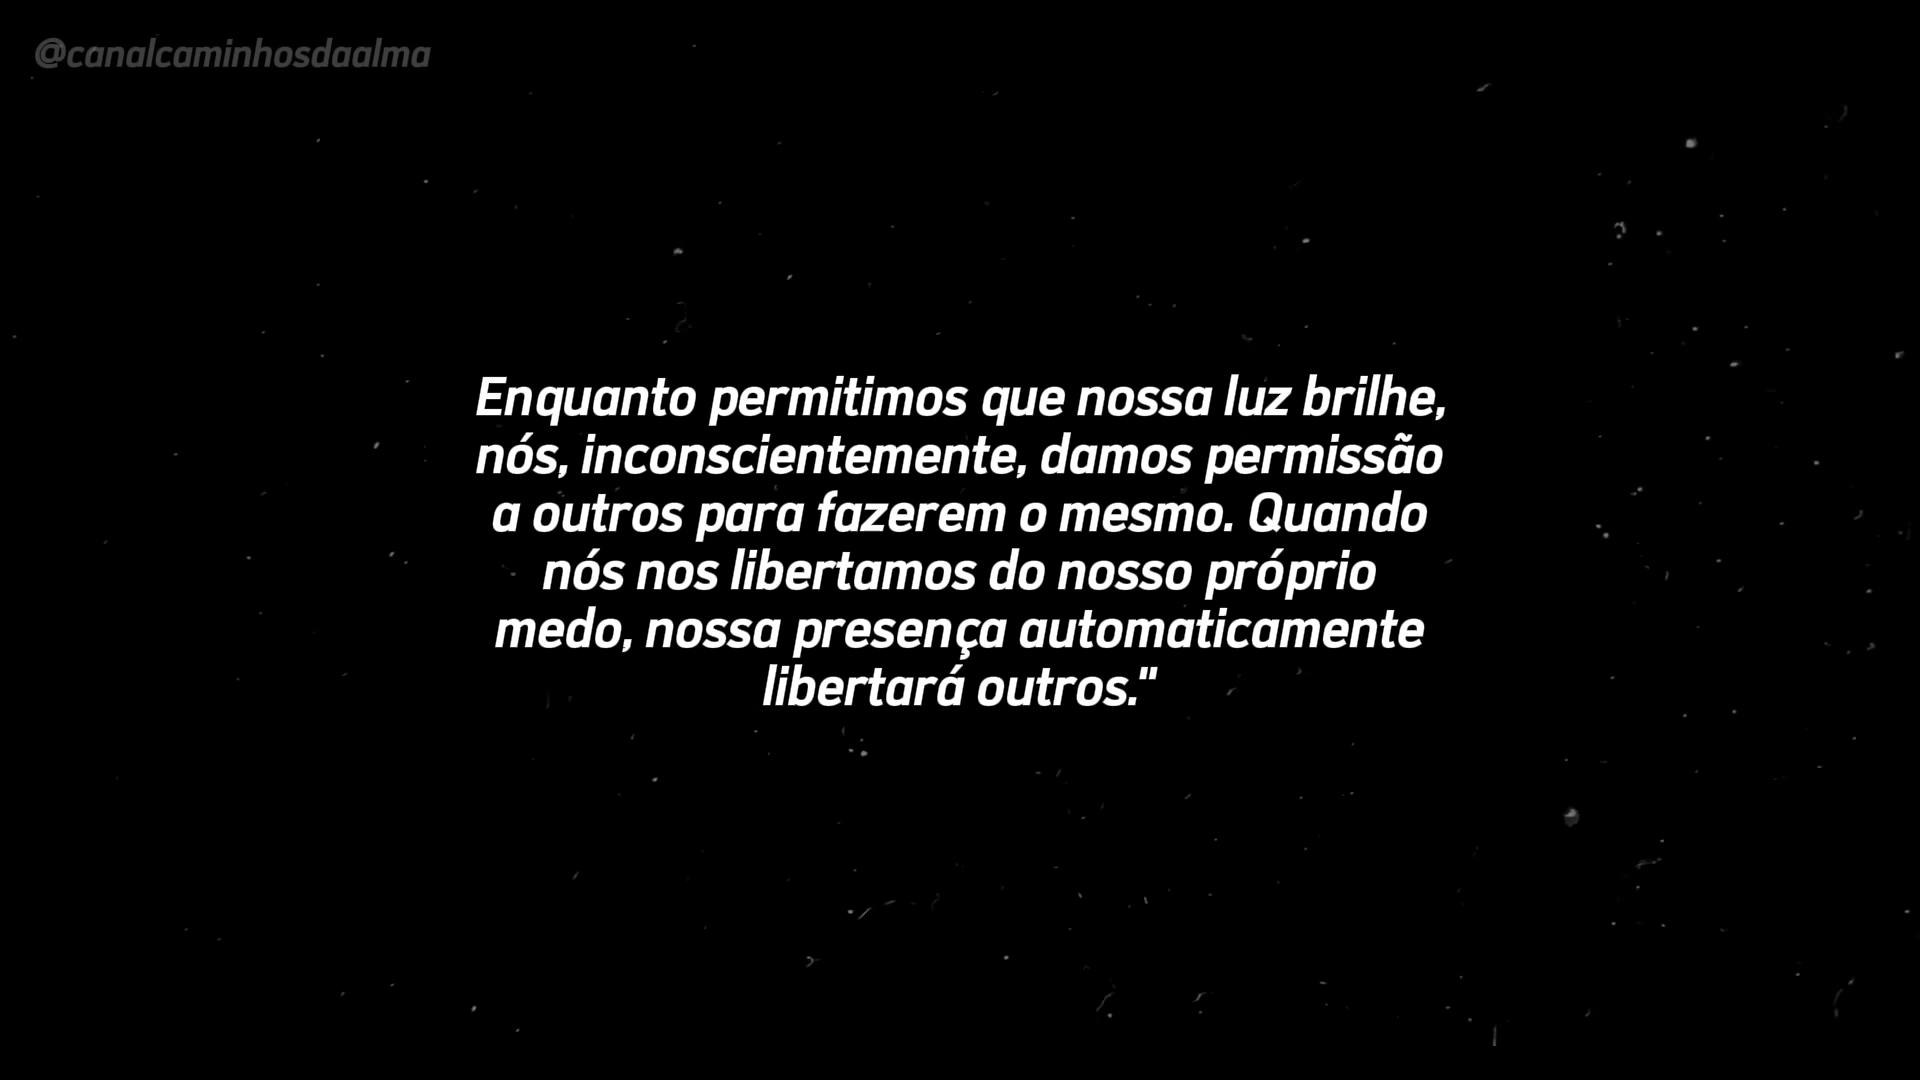 @canalcaminhosdaalma
Enquanto permitimos que nossa luz brilhe,
nós, inconscientemente, damos permissão
a outros para fazerem o mesmo. Quando
nós nos libertamos do nosso próprio
medo, nossa presença automaticamente
libertará outros."